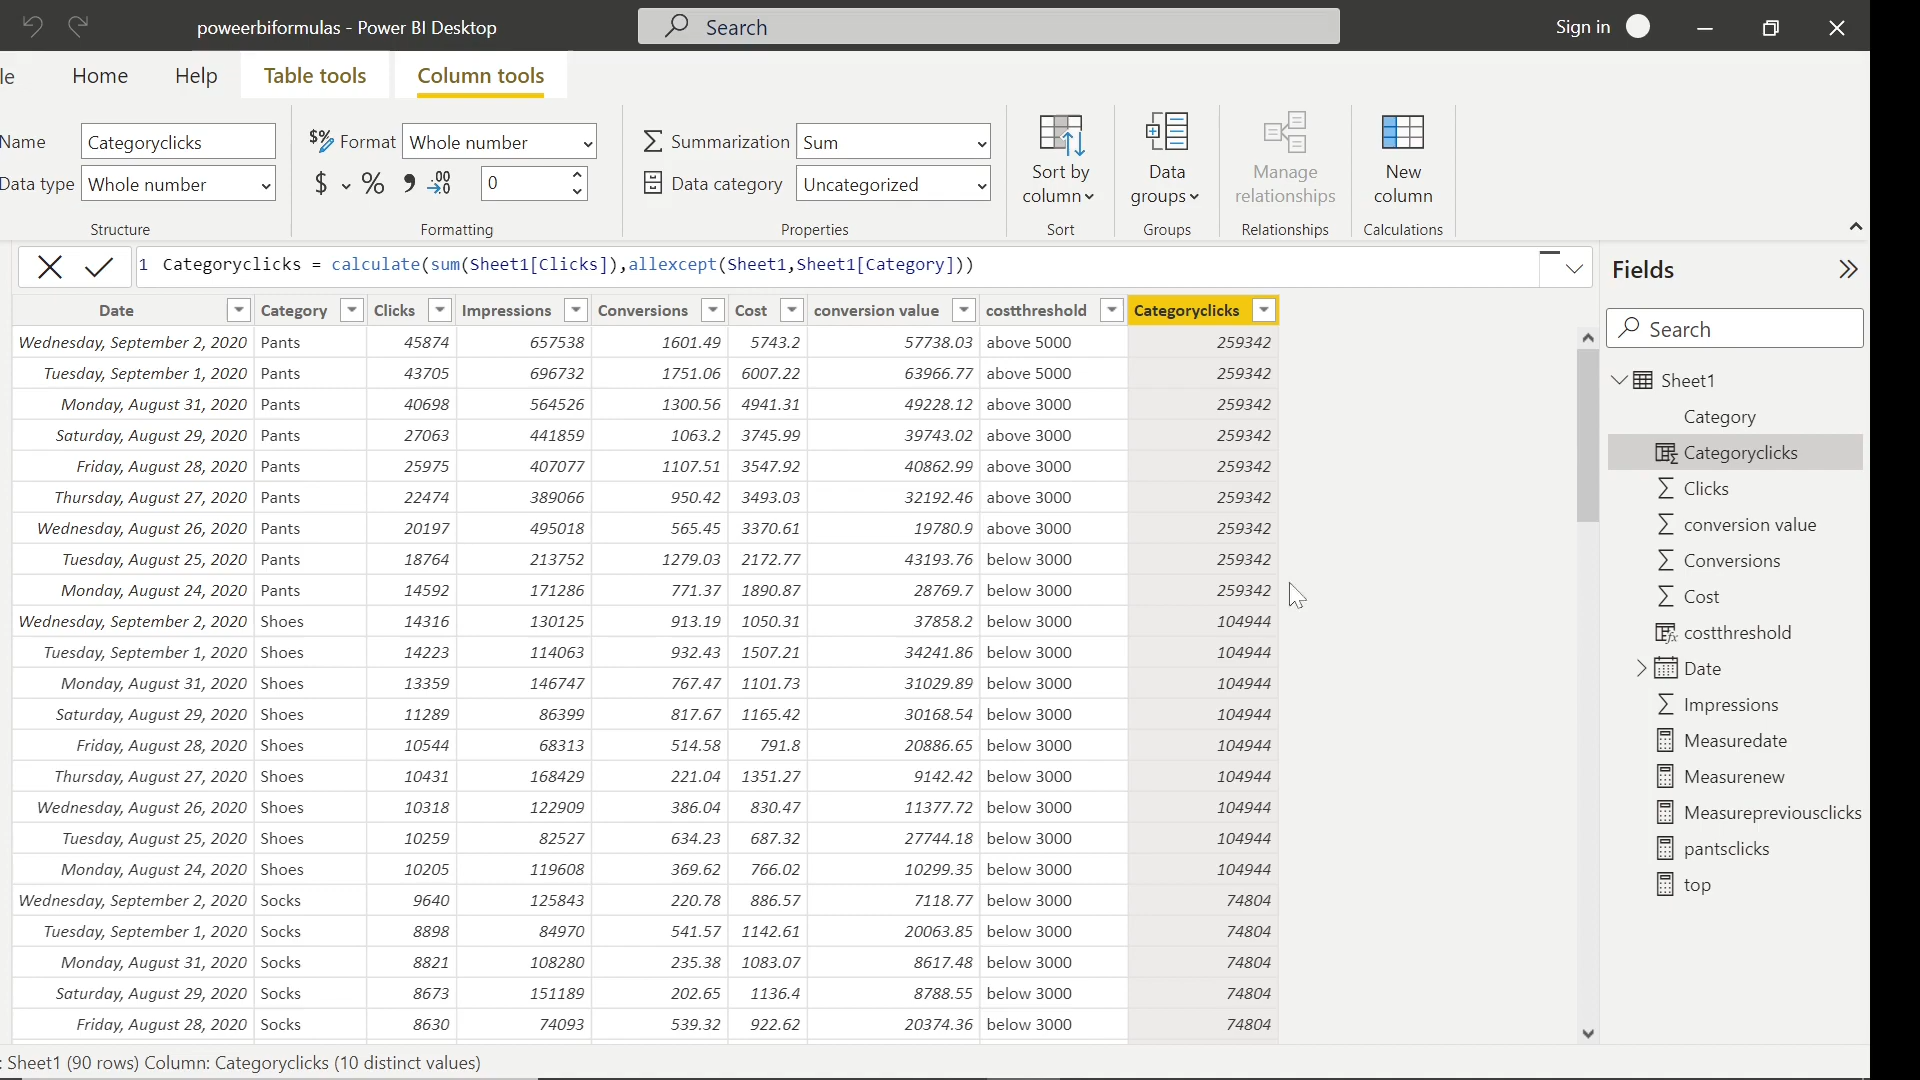 poweerbiformulas - Power BI Desktop
Search
Sign in
le
Home
Help
Table tools
Column tools
Name
Categoryclicks
Data type
Whole number
Structure
$% Format
Whole number
$ % 9 .00
0
Formatting
Summarization
Sum
Data category
Uncategorized
Properties
Sort by
column
Sort
Data
groups
Groups
Manage
relationships
Relationships
New
column
Calculations
1 Categoryclicks = calculate(sum(Sheet1[Clicks]),allexcept(Sheet1,Sheet1[Category]))
Date Category Clicks Impressions Conversions Cost conversion value costthreshold Categoryclicks
Wednesday, September 2, 2020 Pants 45874 657538 1601.49 5743.2 57738.03 above 5000 259342
Tuesday, September 1, 2020 Pants 43705 696732 1751.06 6007.22 63966.77 above 5000 259342
Monday, August 31, 2020 Pants 40698 564526 1300.56 4941.31 49228.12 above 3000 259342
Saturday, August 29, 2020 Pants 27063 441859 1063.2 3745.99 39743.02 above 3000 259342
Friday, August 28, 2020 Pants 25975 407077 1107.51 3547.92 40862.99 above 3000 259342
Thursday, August 27, 2020 Pants 22474 389066 950.42 3493.03 32192.46 above 3000 259342
Wednesday, August 26, 2020 Pants 20197 495018 565.45 3370.61 19780.9 above 3000 259342
Tuesday, August 25, 2020 Pants 18764 213752 1279.03 2172.77 43193.76 below 3000 259342
Monday, August 24, 2020 Pants 14592 171286 771.37 1890.87 28769.7 below 3000 259342
Wednesday, September 2, 2020 Shoes 14316 130125 913.19 1050.31 37858.2 below 3000 104944
Tuesday, September 1, 2020 Shoes 14223 114063 932.43 1507.21 34241.86 below 3000 104944
Monday, August 31, 2020 Shoes 13359 146747 767.47 1101.73 31029.89 below 3000 104944
Saturday, August 29, 2020 Shoes 11289 86399 817.67 1165.42 30168.54 below 3000 104944
Friday, August 28, 2020 Shoes 10544 68313 514.58 791.8 20886.65 below 3000 104944
Thursday, August 27, 2020 Shoes 10431 168429 221.04 1351.27 9142.42 below 3000 104944
Wednesday, August 26, 2020 Shoes 10318 122909 386.04 830.47 11377.72 below 3000 104944
Tuesday, August 25, 2020 Shoes 10259 82527 634.23 687.32 27744.18 below 3000 104944
Monday, August 24, 2020 Shoes 10205 119608 369.62 766.02 10299.35 below 3000 104944
Wednesday, September 2, 2020 Socks 9640 125843 220.78 886.57 7118.77 below 3000 74804
Tuesday, September 1, 2020 Socks 8898 84970 541.57 1142.61 20063.85 below 3000 74804
Monday, August 31, 2020 Socks 8821 108280 235.38 1083.07 8617.48 below 3000 74804
Saturday, August 29, 2020 Socks 8673 151189 202.65 1136.4 8788.55 below 3000 74804
Friday, August 28, 2020 Socks 8630 74093 539.32 922.62 20374.36 below 3000 74804
Fields
Search
Sheet1
Category
Categoryclicks
Clicks
conversion value
Conversions
Cost
costthreshold
Date
Impressions
Measuredate
Measurenew
Measurepreviousclicks
pantsclicks
top
: Sheet1 (90 rows) Column: Categoryclicks (10 distinct values)